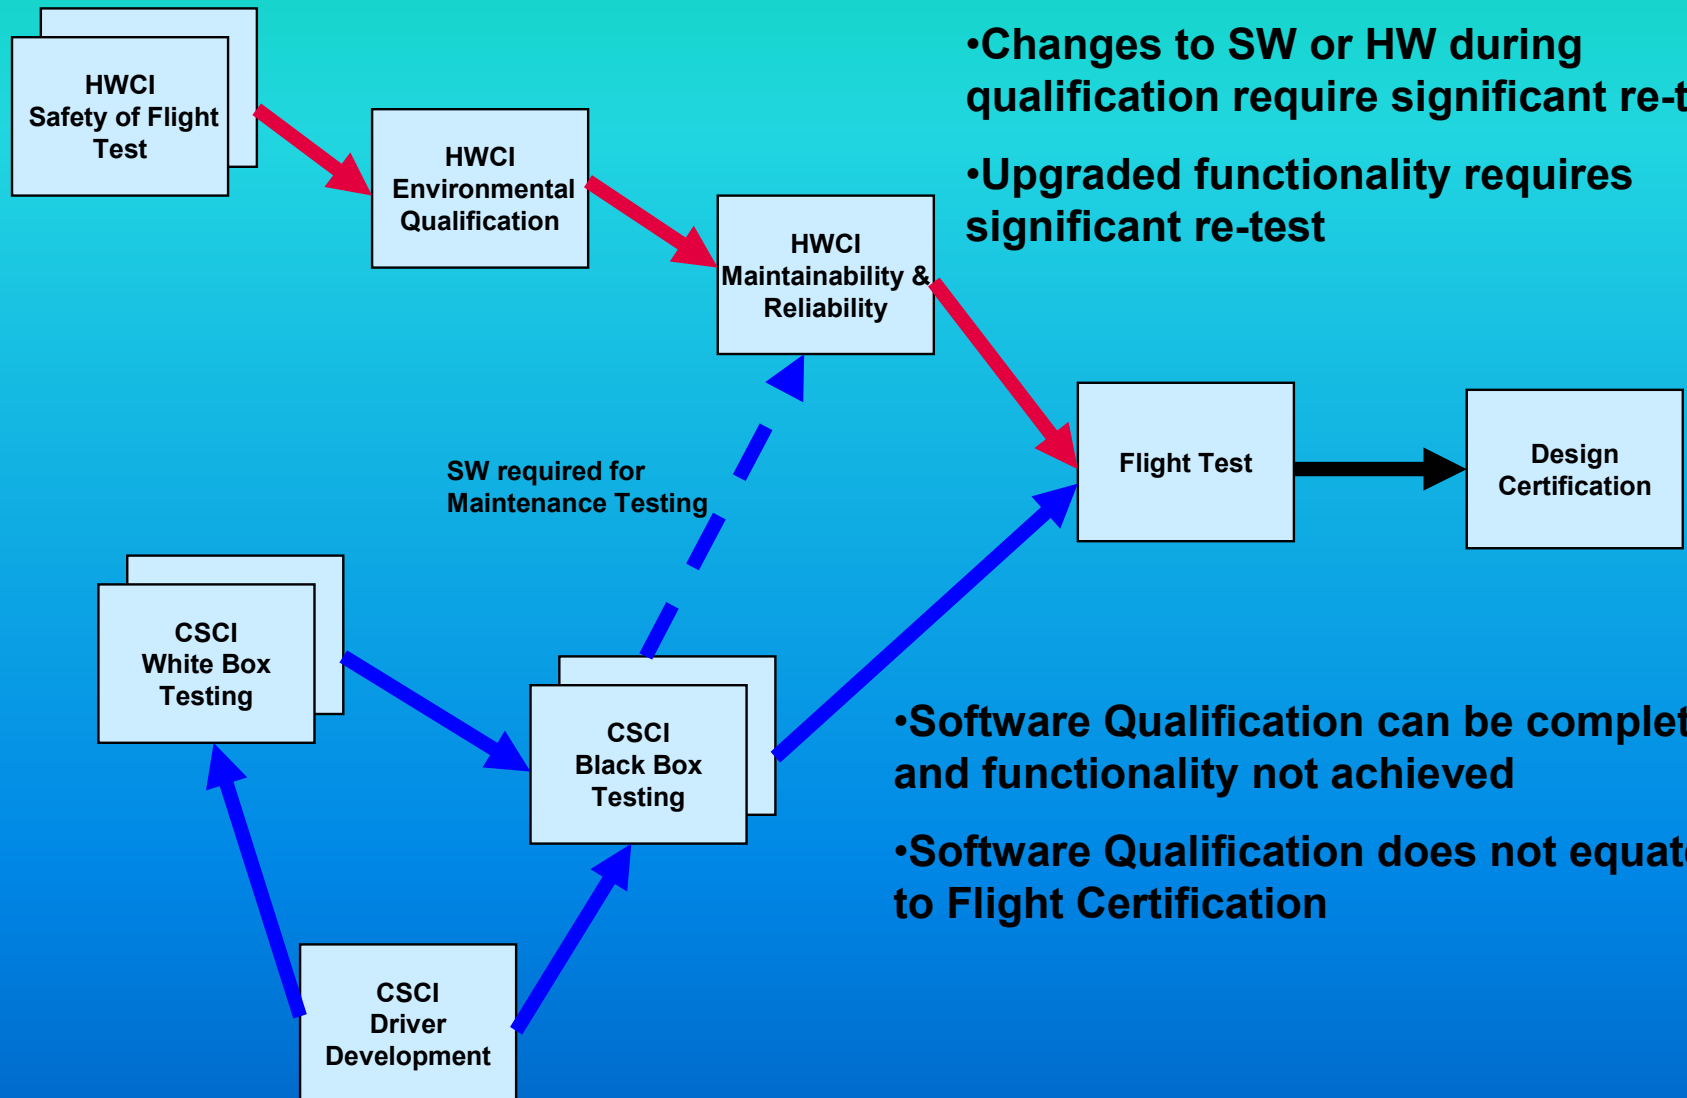 HWCI
Safety of Flight
Test
HWCI
Environmental
Qualification
HWCI
Maintainability &
Reliability
•Changes to SW or HW during
qualification require significant re-t
•Upgraded functionality requires
significant re-test
SW required for
Maintenance Testing
Flight Test
Design
Certification
CSCI
White Box
Testing
CSCI
Black Box
Testing
•Software Qualification can be complet
and functionality not achieved
•Software Qualification does not equate
to Flight Certification
CSCI
Driver
Development